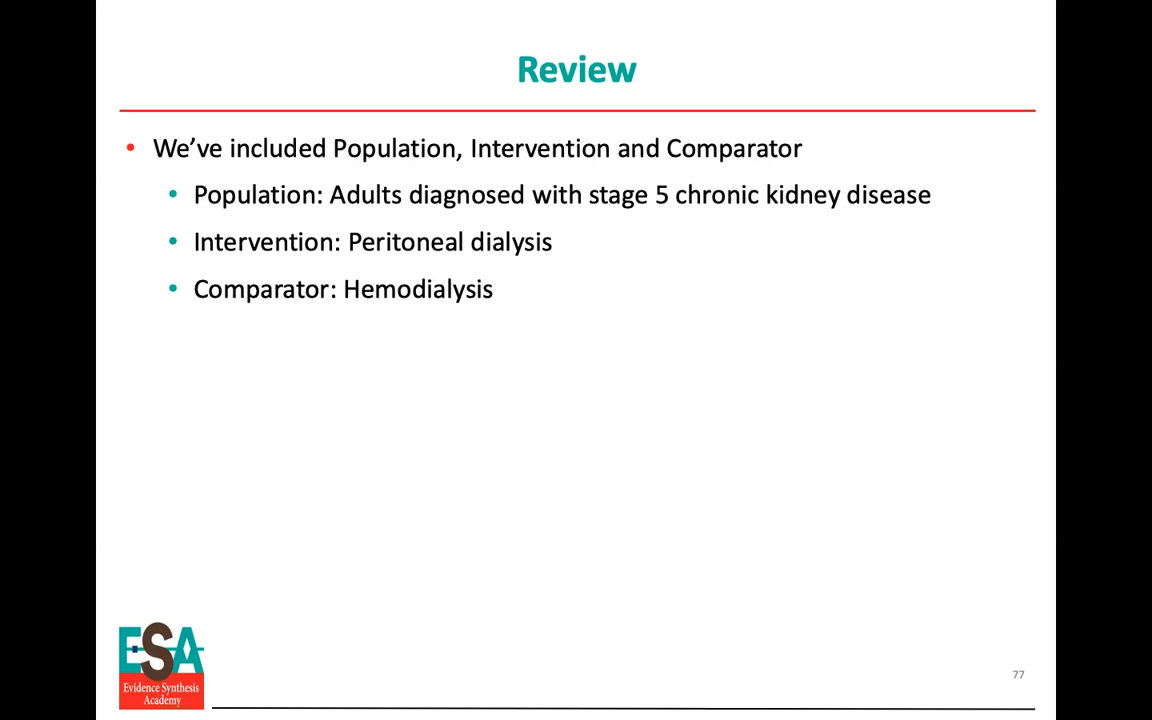 Review
• We’ve included Population, Intervention and Comparator
• Population: Adults diagnosed with stage 5 chronic kidney disease
• Intervention: Peritoneal dialysis
• Comparator: Hemodialysis
ESA
Evidence Synthesis
Academy
77